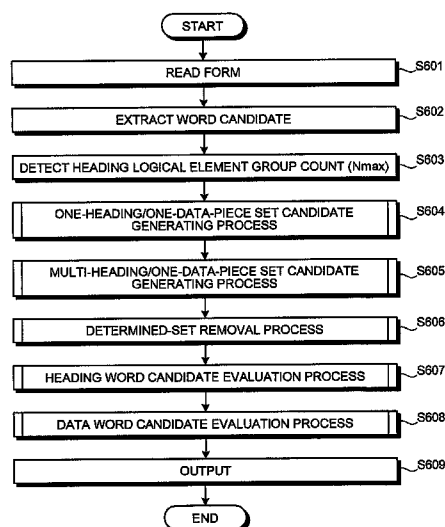 START
READ FORM
S601
EXTRACT WORD CANDIDATE
S602
DETECT HEADING LOGICAL ELEMENT GROUP COUNT (Nmax)
S603
ONE-HEADING/ONE-DATA-PIECE SET CANDIDATE
GENERATING PROCESS
S604
MULTI-HEADING/ONE-DATA-PIECE SET CANDIDATE
GENERATING PROCESS
S605
DETERMINED-SET REMOVAL PROCESS
S606
HEADING WORD CANDIDATE EVALUATION PROCESS
S607
DATA WORD CANDIDATE EVALUATION PROCESS
S608
OUTPUT
S609
END